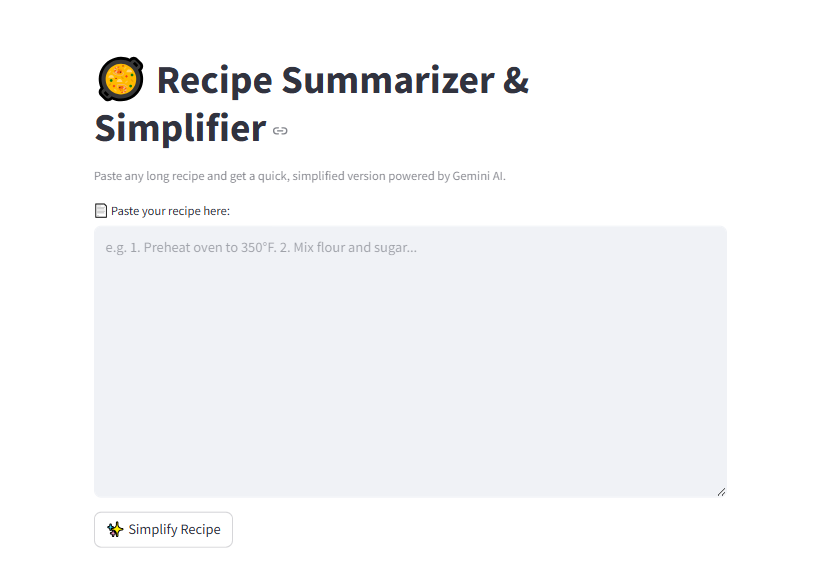 Recipe Summarizer &
Simplifier
Paste any long recipe and get a quick, simplified version powered by Gemini AI.
Paste your recipe here:
e.g. 1. Preheat oven to 350°F. 2. Mix flour and sugar...
Simplify Recipe